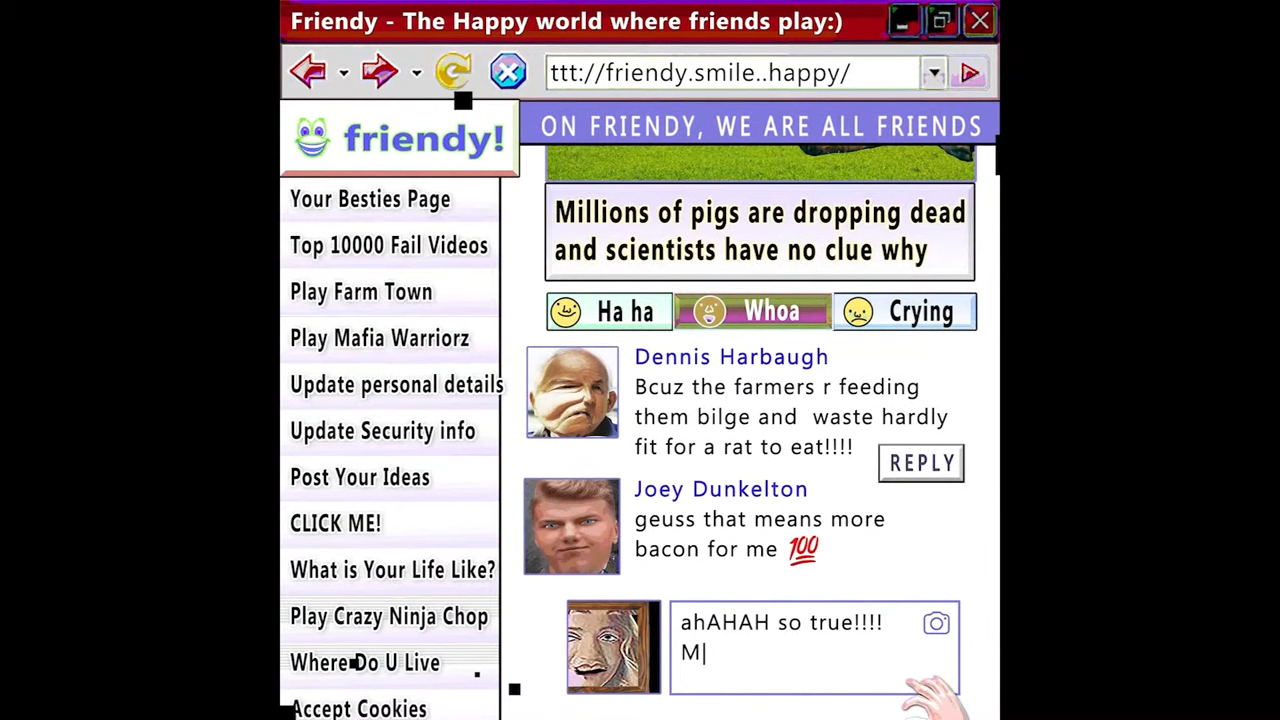 Friendy - The Happy world where friends play:)
ttt://friendy.smile..happy/
friendy!
ON FRIENDY, WE ARE ALL FRIENDS
Your Besties Page
Top 10000 Fail Videos
Play Farm Town
Play Mafia Warriorz
Update personal details
Update Security info
Post Your Ideas
CLICK ME!
What is Your Life Like?
Play Crazy Ninja Chop
Where Do U Live
Accept Cookies
Millions of pigs are dropping dead
and scientists have no clue why
Ha ha
Whoa
Crying
Dennis Harbaugh
Bcuz the farmers r feeding
them bilge and  waste hardly
fit for a rat to eat!!!!
REPLY
Joey Dunkelton
geuss that means more
bacon for me 💯
ahAHAH so true!!!!
M|